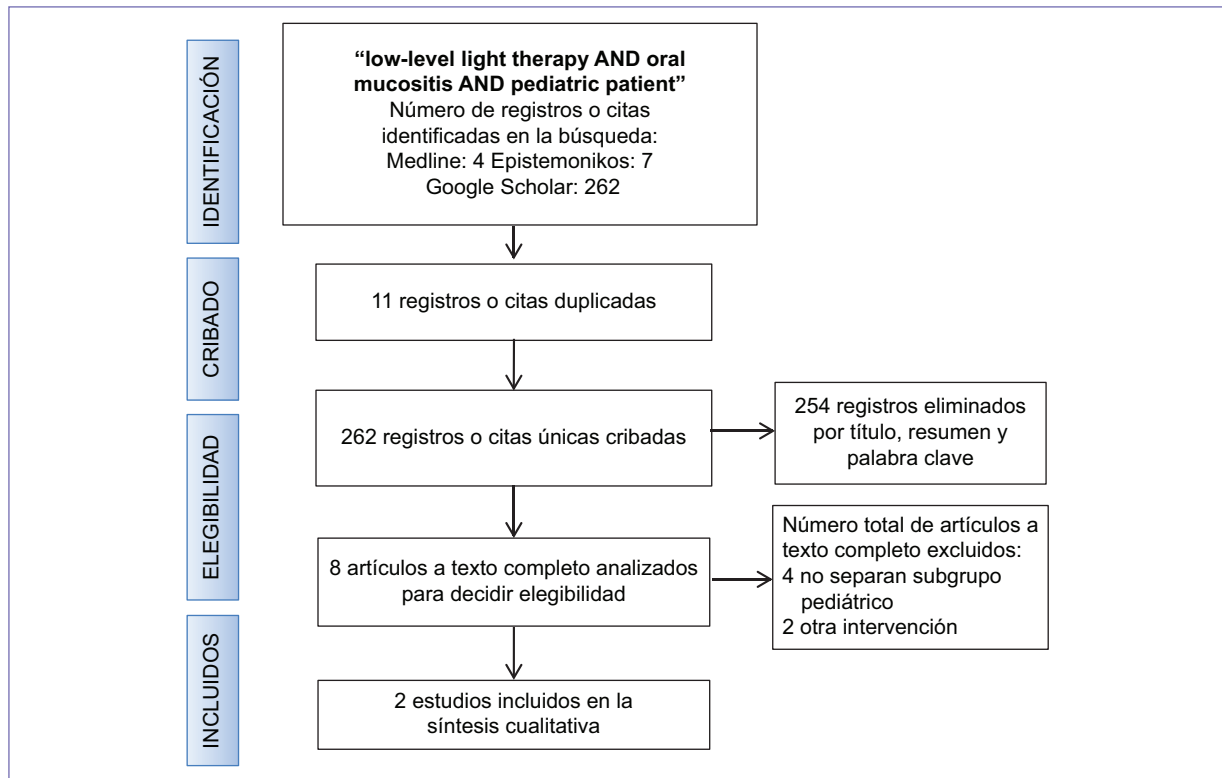 IDENTIFICACIÓN
“low-level light therapy AND oral
mucositis AND pediatric patient”
Número de registros o citas
identificadas en la búsqueda:
Medline: 4 Epistemonikos: 7
Google Scholar: 262
CRIBADO
11 registros o citas duplicadas
262 registros o citas únicas cribadas
254 registros eliminados
por título, resumen y
palabra clave
ELEGIBILIDAD
8 artículos a texto completo analizados
para decidir elegibilidad
Número total de artículos a
texto completo excluidos:
4 no separan subgrupo
pediátrico
2 otra intervención
INCLUIDOS
2 estudios incluidos en la
síntesis cualitativa